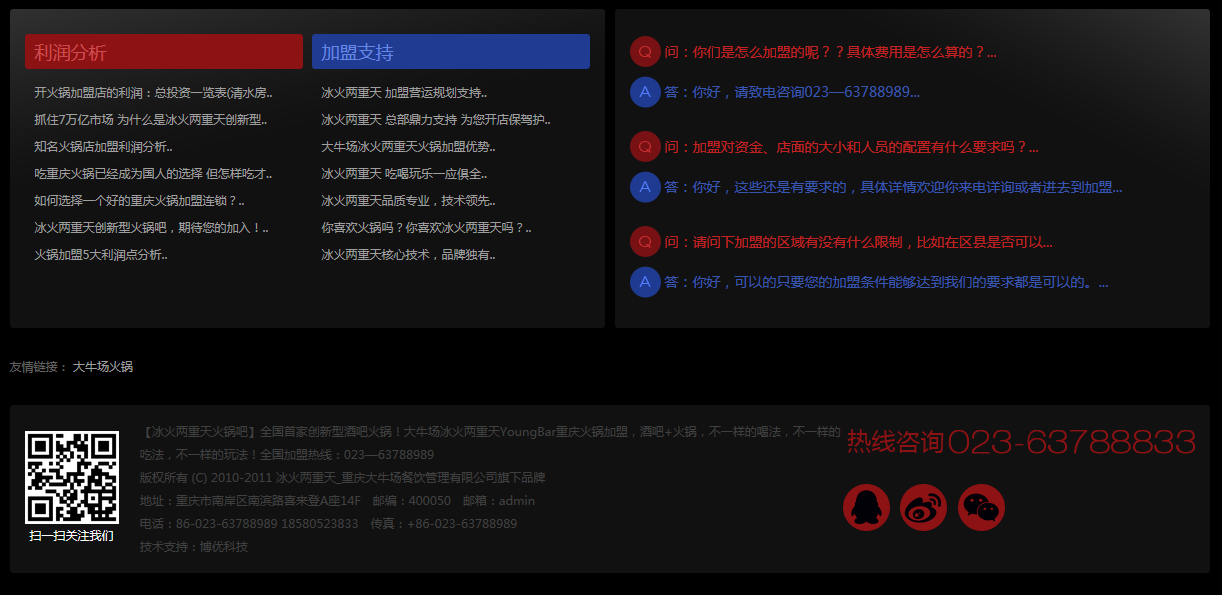 利润分析
开火锅加盟店的利润：总投资一览表(清水房..
抓住7万亿市场 为什么是冰火两重天创新型..
知名火锅店加盟利润分析..
吃重庆火锅已经成为国人的选择 但怎样吃才..
如何选择一个好的重庆火锅加盟连锁？..
冰火两重天创新型火锅吧，期待您的加入！..
火锅加盟5大利润点分析..
加盟支持
冰火两重天 加盟营运规划支持..
冰火两重天 总部鼎力支持 为您开店保驾护..
大牛场冰火两重天火锅加盟优势..
冰火两重天 吃喝玩乐一应俱全..
冰火两重天品质专业，技术领先..
你喜欢火锅吗？你喜欢冰火两重天吗？..
冰火两重天核心技术，品牌独有..
Q 问：你们是怎么加盟的呢？？具体费用是怎么算的？...
A 答：你好，请致电咨询023—63788989...
Q 问：加盟对资金、店面的大小和人员的配置有什么要求吗？...
A 答：你好，这些还是有要求的，具体详情欢迎你来电详询或者进去到加盟...
Q 问：请问下加盟的区域有没有什么限制，比如在区县是否可以...
A 答：你好，可以的只要您的加盟条件能够达到我们的要求都是可以的。...
友情链接： 大牛场火锅
扫一扫关注我们
【冰火两重天火锅吧】全国首家创新型酒吧火锅！大牛场冰火两重天YoungBar重庆火锅加盟，酒吧+火锅，不一样的喝法，不一样的
吃法，不一样的玩法！全国加盟热线：023—63788989
版权所有 (C) 2010-2011 冰火两重天_重庆大牛场餐饮管理有限公司旗下品牌
地址：重庆市南岸区南滨路喜来登A座14F 邮编：400050 邮箱：admin
电话：86-023-63788989 18580523833 传真：+86-023-63788989
技术支持：博优科技
热线咨询023-63788833